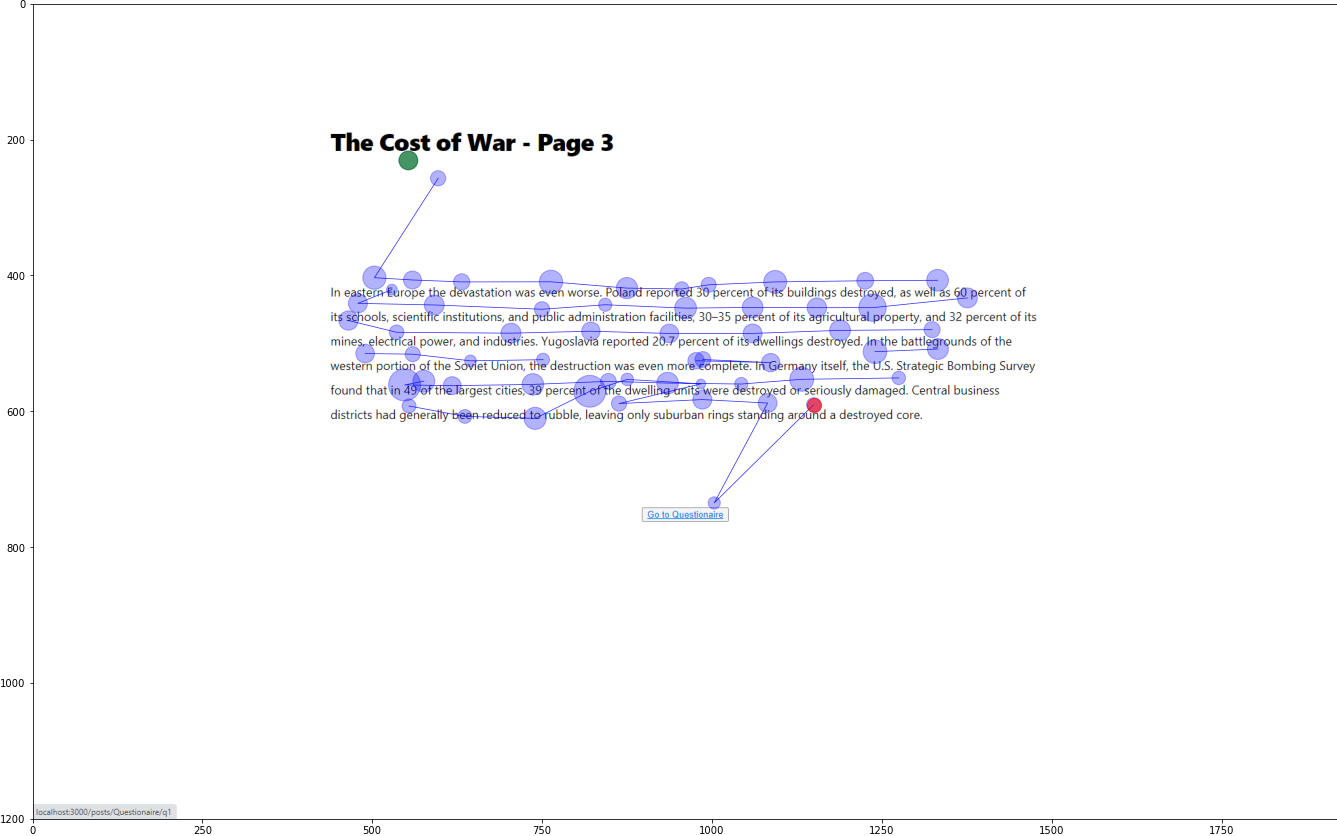 0
200
The Cost of War - Page 3
400
In eastern Europe the devastation was even worse. Poland reported 30 percent of its buildings destroyed, as well as 60 percent of
its schools, scientific institutions, and public administration facilities, 30–35 percent of its agricultural property, and 32 percent of its
mines, electrical power, and industries. Yugoslavia reported 20.7 percent of its dwellings destroyed. In the battlegrounds of the
western portion of the Soviet Union, the destruction was even more complete. In Germany itself, the U.S. Strategic Bombing Survey
found that in 49 of the largest cities, 39 percent of the dwelling units were destroyed or seriously damaged. Central business
600
districts had generally been reduced to rubble, leaving only suburban rings standing around a destroyed core.
Go to Questionaire
800
1000
localhost:3000/posts/Questionaire/q1
1200
0 250 500 750 1000 1250 1500 1750